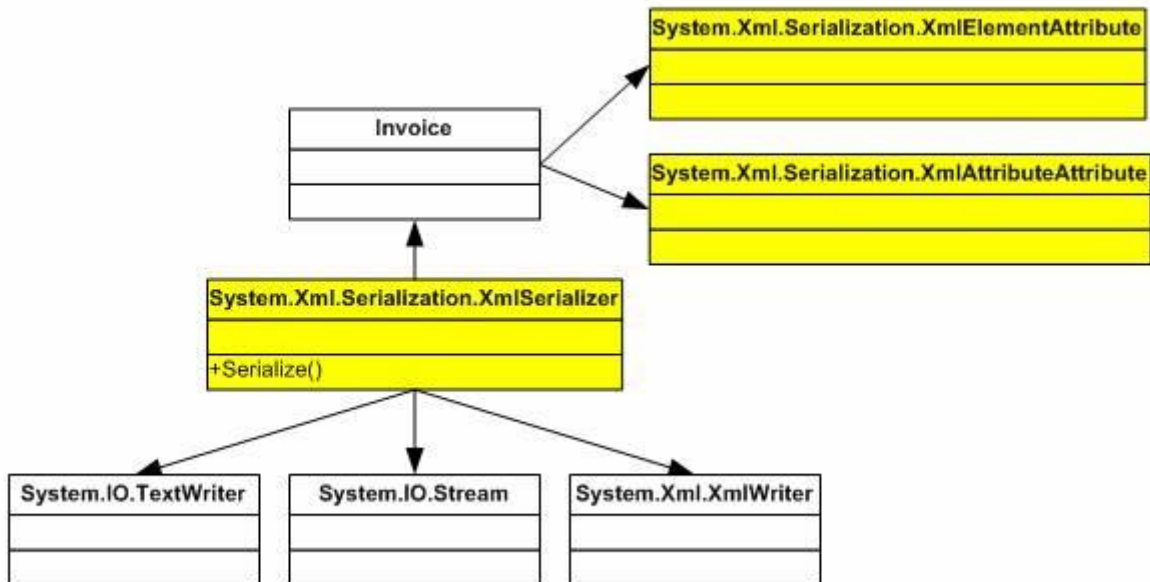 System.Xml.Serialization.XmlElementAttribute
Invoice
System.Xml.Serialization.XmlAttributeAttribute
System.Xml.Serialization.XmlSerializer
+Serialize()
System.IO.TextWriter
System.IO.Stream
System.Xml.XmlWriter